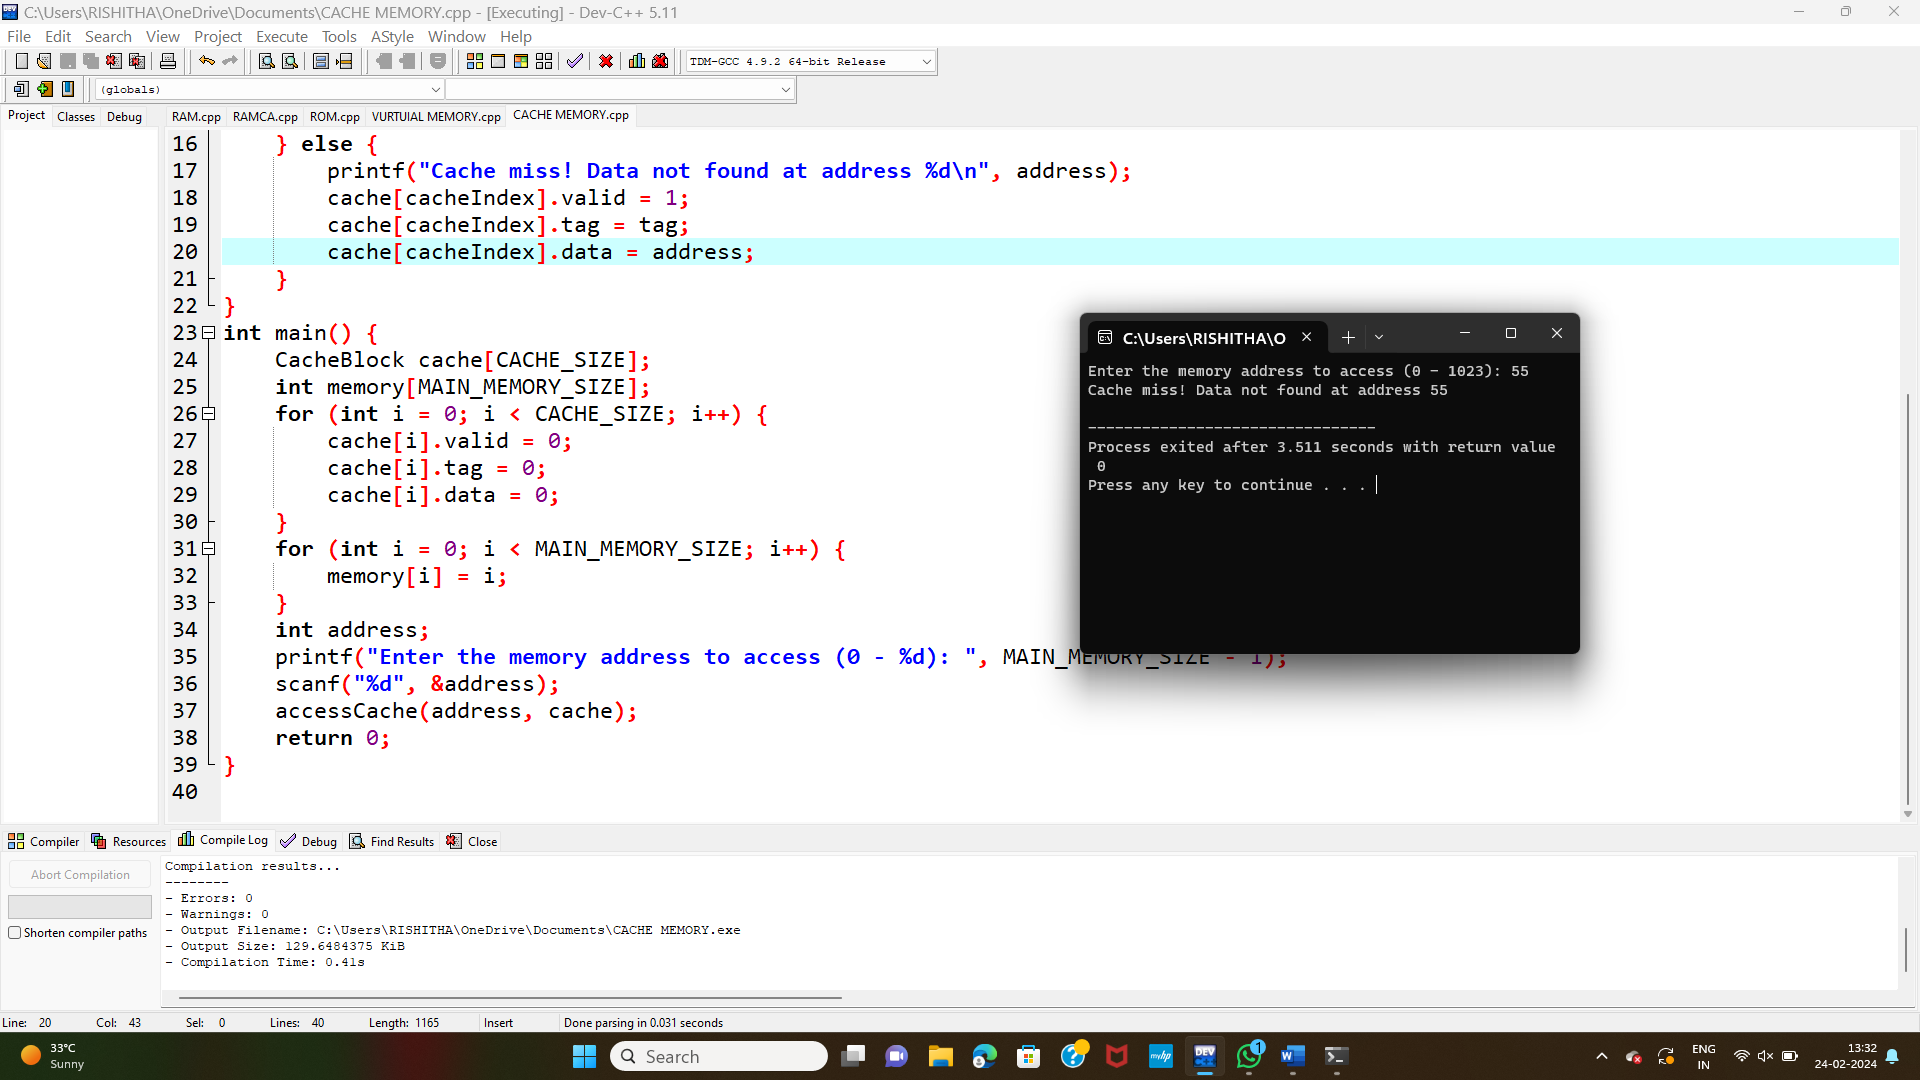 C:\Users\RISHITHA\OneDrive\Documents\CACHE MEMORY.cpp - [Executing] - Dev-C++ 5.11
File Edit Search View Project Execute Tools AStyle Window Help
TDM-GCC 4.9.2 64-bit Release
(globals)
Project Classes Debug
RAM.cpp RAMCA.cpp ROM.cpp VURTUIAL MEMORY.cpp CACHE MEMORY.cpp
16 } else {
17 printf("Cache miss! Data not found at address %d\n", address);
18 cache[cacheIndex].valid = 1;
19 cache[cacheIndex].tag = tag;
20 cache[cacheIndex].data = address;
21 }
22 }
23 int main() {
24 CacheBlock cache[CACHE_SIZE];
25 int memory[MAIN_MEMORY_SIZE];
26 for (int i = 0; i < CACHE_SIZE; i++) {
27 cache[i].valid = 0;
28 cache[i].tag = 0;
29 cache[i].data = 0;
30 }
31 for (int i = 0; i < MAIN_MEMORY_SIZE; i++) {
32 memory[i] = i;
33 }
34 int address;
35 printf("Enter the memory address to access (0 - %d): ", MAIN_MEMORY_SIZE - 1);
36 scanf("%d", &address);
37 accessCache(address, cache);
38 return 0;
39 }
40
C:\Users\RISHITHA\O
Enter the memory address to access (0 - 1023): 55
Cache miss! Data not found at address 55
--------------------------------
Process exited after 3.511 seconds with return value
0
Press any key to continue . . .
Compiler Resources Compile Log Debug Find Results Close
Abort Compilation
Shorten compiler paths
Compilation results...
--------
- Errors: 0
- Warnings: 0
- Output Filename: C:\Users\RISHITHA\OneDrive\Documents\CACHE MEMORY.exe
- Output Size: 129.6484375 KiB
- Compilation Time: 0.41s
Line: 20 Col: 43 Sel: 0 Lines: 40 Length: 1165 Insert Done parsing in 0.031 seconds
33°C
Sunny
Search
DEV
1
ENG
IN
13:32
24-02-2024